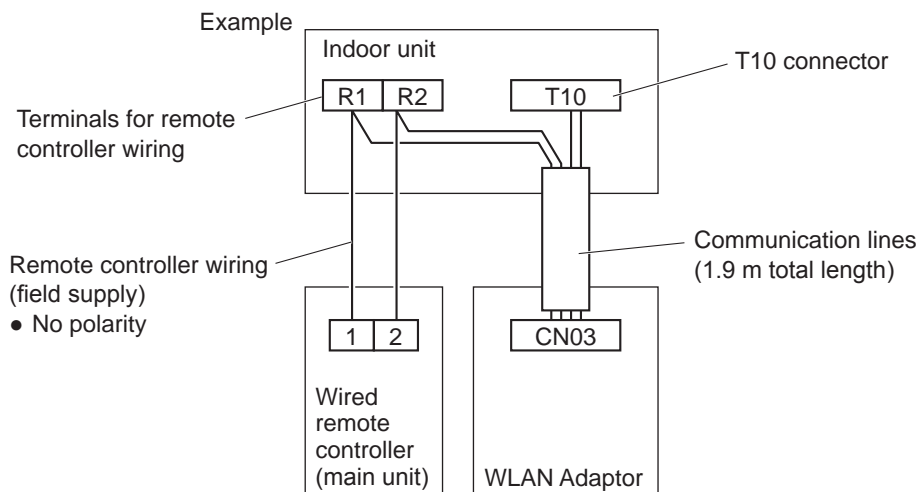 Example
Indoor unit
T10 connector
R1 R2
T10
Terminals for remote
controller wiring
Communication lines
(1.9 m total length)
Remote controller wiring
(field supply)
● No polarity
1 2
CN03
Wired
remote
controller
(main unit)
WLAN Adaptor